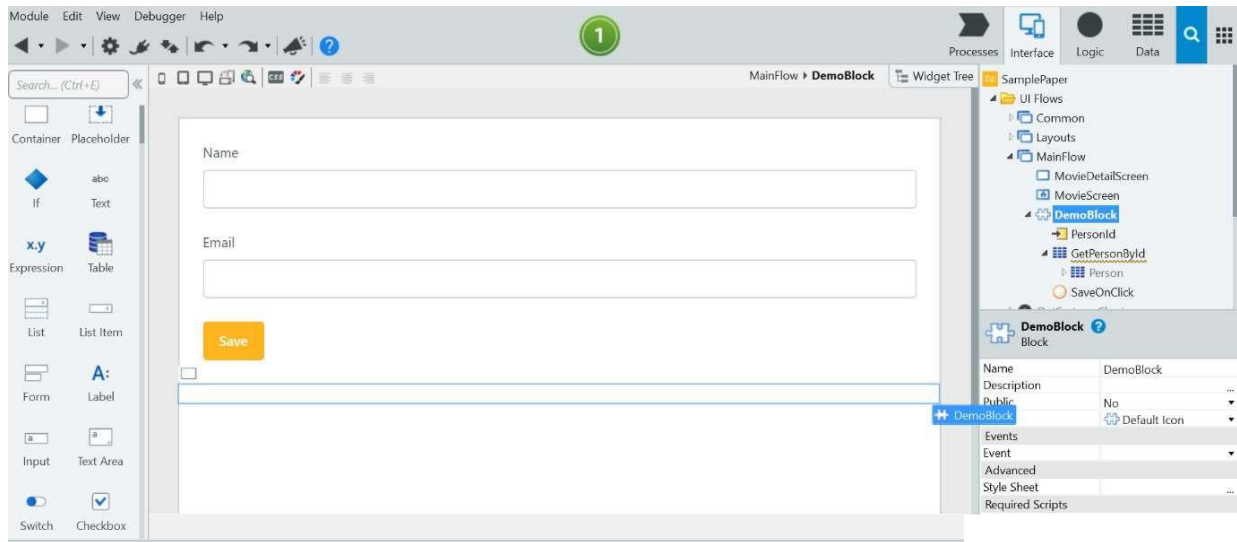 Module Edit View Debugger Help
1
Processes Interface Logic Data
Search... (Ctrl+E)
CSS
MainFlow DemoBlock
Widget Tree
SamplePaper
UI Flows
Common
Layouts
MainFlow
MovieDetailScreen
MovieScreen
DemoBlock
PersonId
GetPersonById
Person
SaveOnClick
Container Placeholder
abc
If Text
x.y
Expression Table
List List Item
A:
Form Label
a a
Input Text Area
Switch Checkbox
Name
Email
Save
DemoBlock
DemoBlock ?
Block
Name DemoBlock
Description ...
Public No
Default Icon
Events
Event
Advanced
Style Sheet ...
Required Scripts